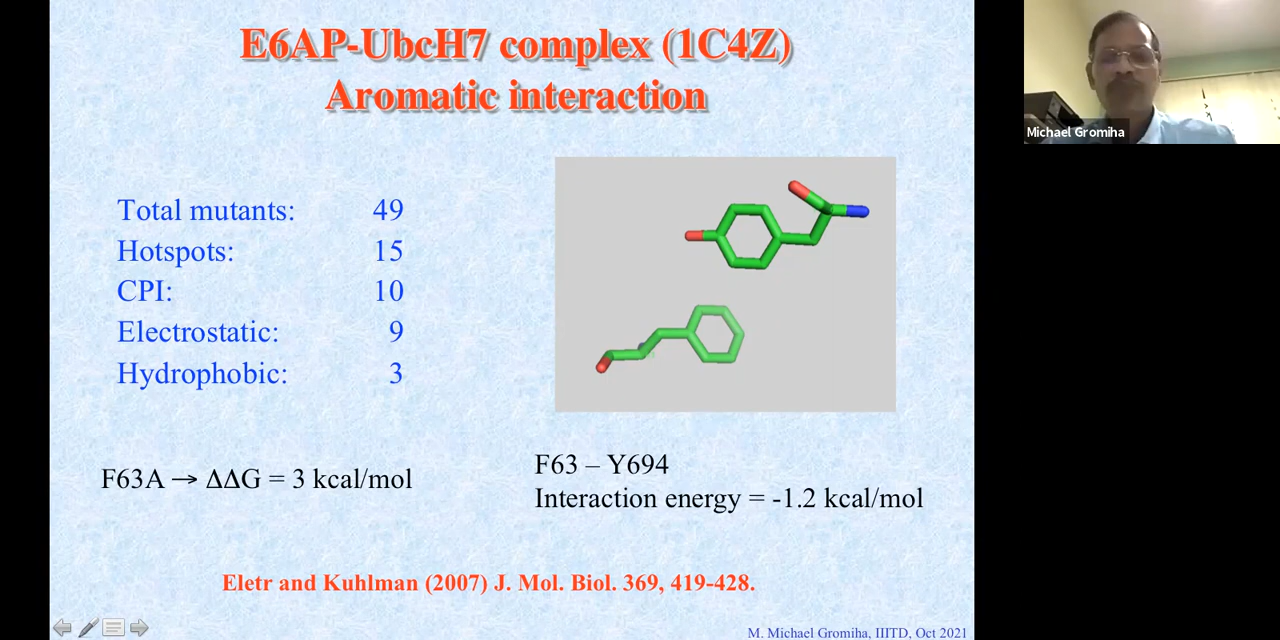 E6AP-UbcH7 complex (1C4Z)
Aromatic interaction
Total mutants: 49
Hotspots: 15
CPI: 10
Electrostatic: 9
Hydrophobic: 3
F63A → ΔΔG = 3 kcal/mol
F63 – Y694
Interaction energy = -1.2 kcal/mol
Eletr and Kuhlman (2007) J. Mol. Biol. 369, 419-428.
M. Michael Gromiha, IIITD, Oct 2021
Michael Gromiha